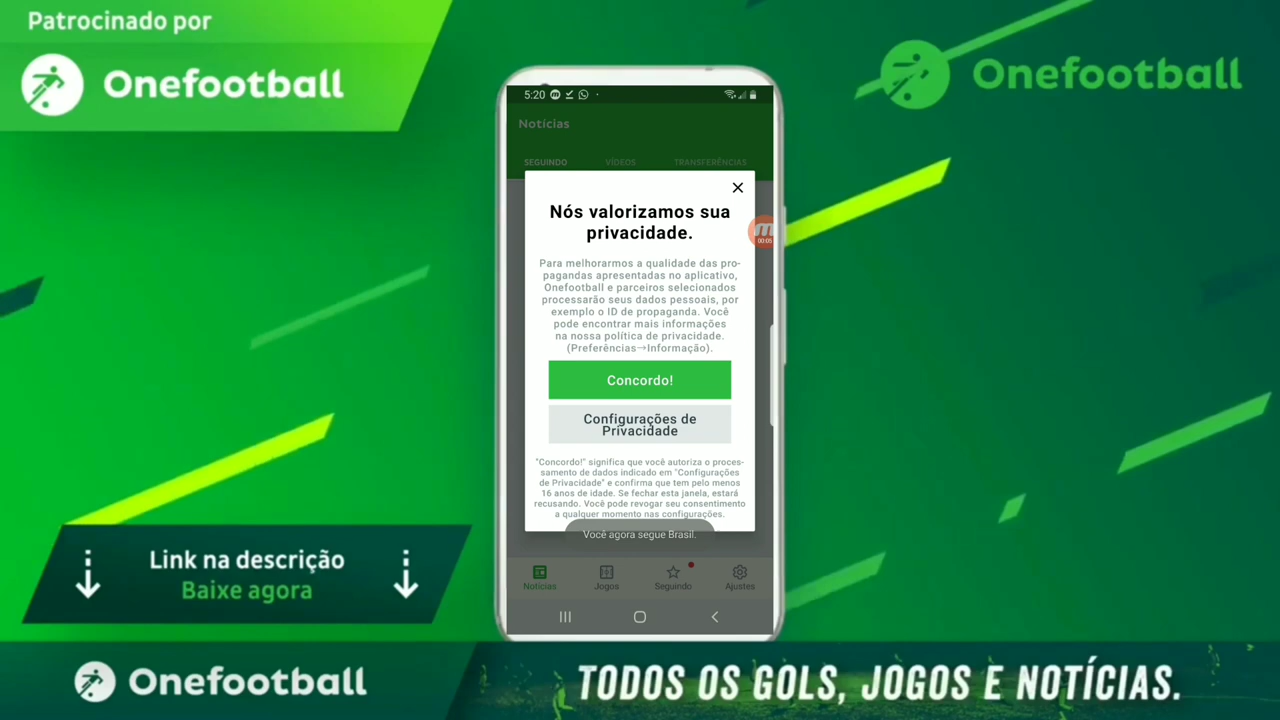 Patrocinado por
Onefootball
Onefootball
5:20
Notícias
SEGUINDO VÍDEOS TRANSFERÊNCIAS
Nós valorizamos sua
privacidade.
00:05
Para melhorarmos a qualidade das pro-
pagandas apresentadas no aplicativo,
Onefootball e parceiros selecionados
processarão seus dados pessoais, por
exemplo o ID de propaganda. Você
pode encontrar mais informações
na nossa política de privacidade.
(Preferências→Informação).
Concordo!
Configurações de
Privacidade
"Concordo!" significa que você autoriza o proces-
samento de dados indicado em "Configurações
de Privacidade" e confirma que tem pelo menos
16 anos de idade. Se fechar esta janela, estará
recusando. Você pode revogar seu consentimento
a qualquer momento nas configurações.
Você agora segue Brasil.
Notícias Jogos Seguindo Ajustes
Link na descrição
Baixe agora
Onefootball
TODOS OS GOLS, JOGOS E NOTÍCIAS.